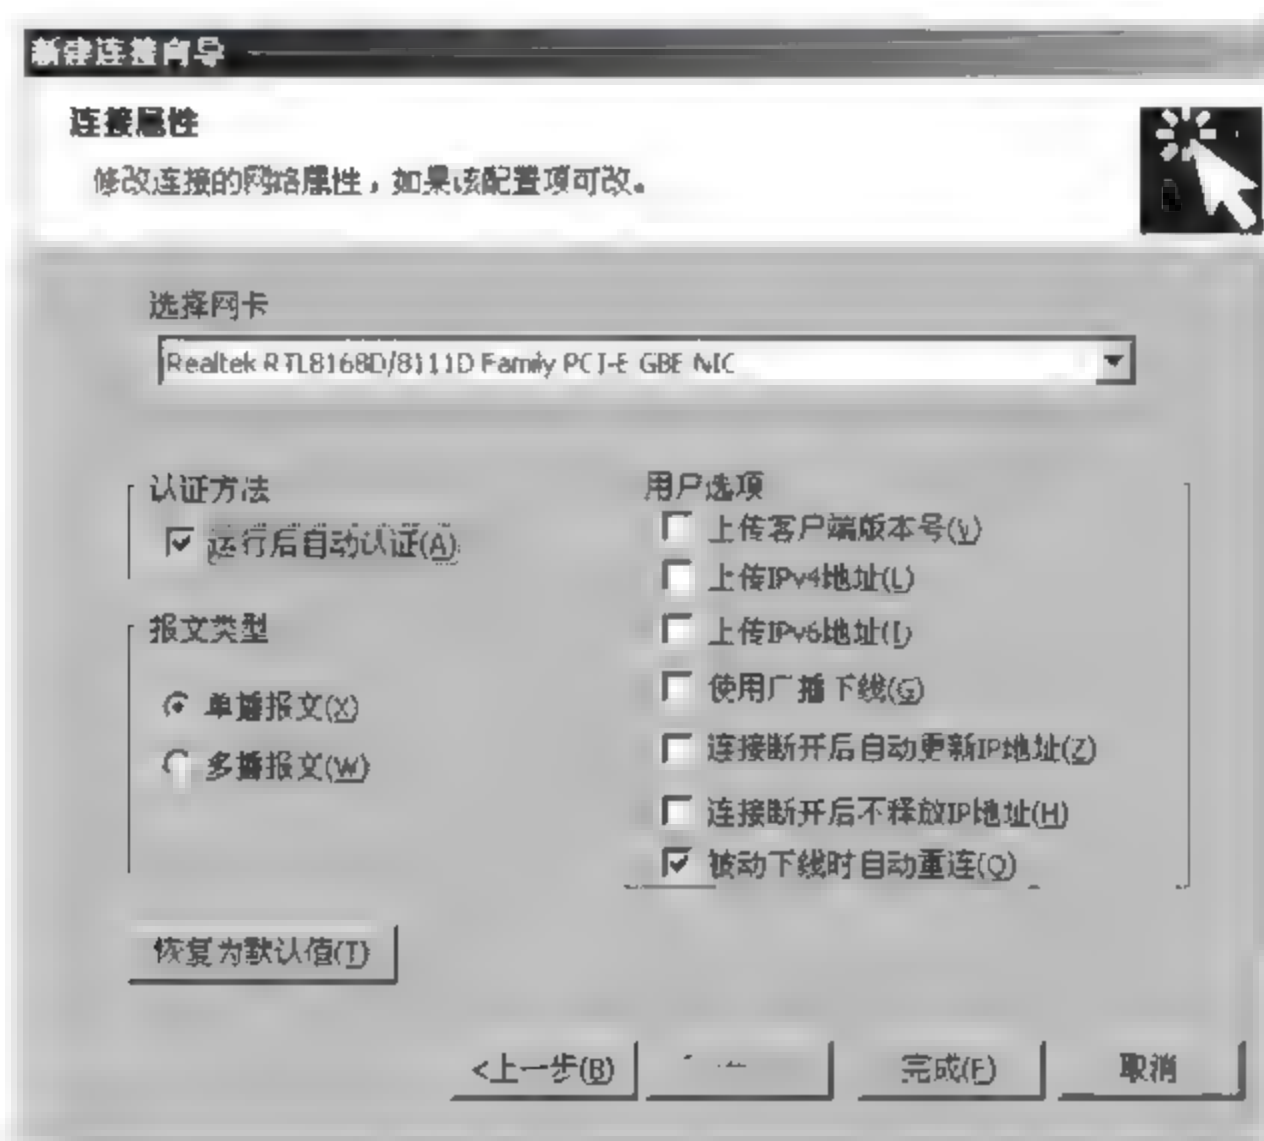 新建连接向导
连接属性
修改连接的网络属性，如果该配置项可改。
选择网卡
Realtek RTL8168D/8111D Family PCI-E GBE NIC
认证方法
运行后自动认证(A)
报文类型
单播报文(X)
多播报文(W)
用户选项
上传客户端版本号(V)
上传IPv4地址(L)
上传IPv6地址(I)
使用广播下线(G)
连接断开后自动更新IP地址(Z)
连接断开后不释放IP地址(H)
被动下线时自动重连(Q)
恢复为默认值(T)
<上一步(B)
完成(F)
取消